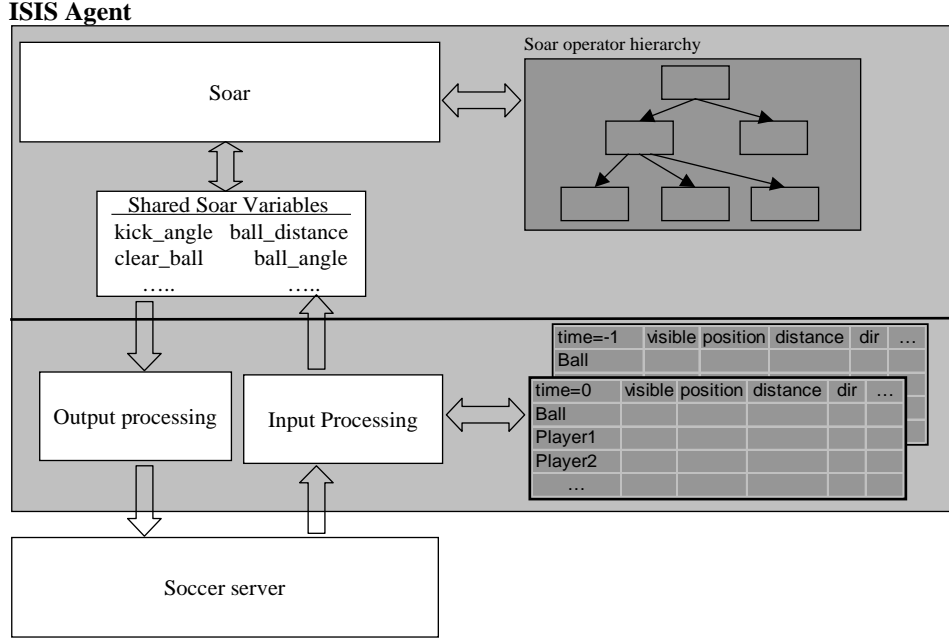 ISIS Agent
Soar operator hierarchy
Soar
Shared Soar Variables
kick_angle ball_distance
clear_ball ball_angle
….. …..
time=-1 visible position distance dir …
Ball
time=0 visible position distance dir …
Ball
Player1
Player2
…
Output processing
Input Processing
Soccer server